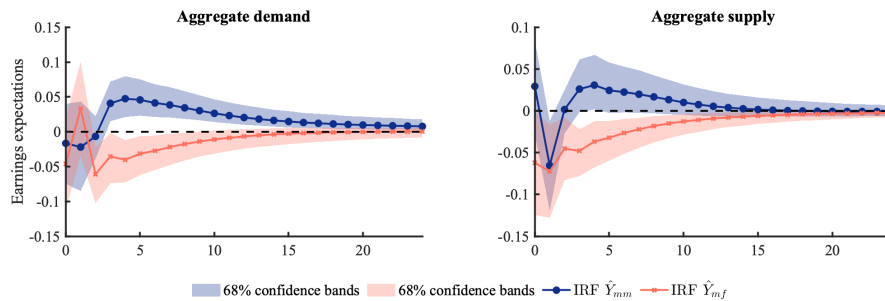 Aggregate demand
Earnings expectations
0.15
0.1
0.05
0
-0.05
-0.1
-0.15
0 5 10 15 20
Aggregate supply
0.1
0.05
0
-0.05
-0.1
-0.15
0 5 10 15 20
68% confidence bands 68% confidence bands IRF Ŷmm IRF Ŷmf